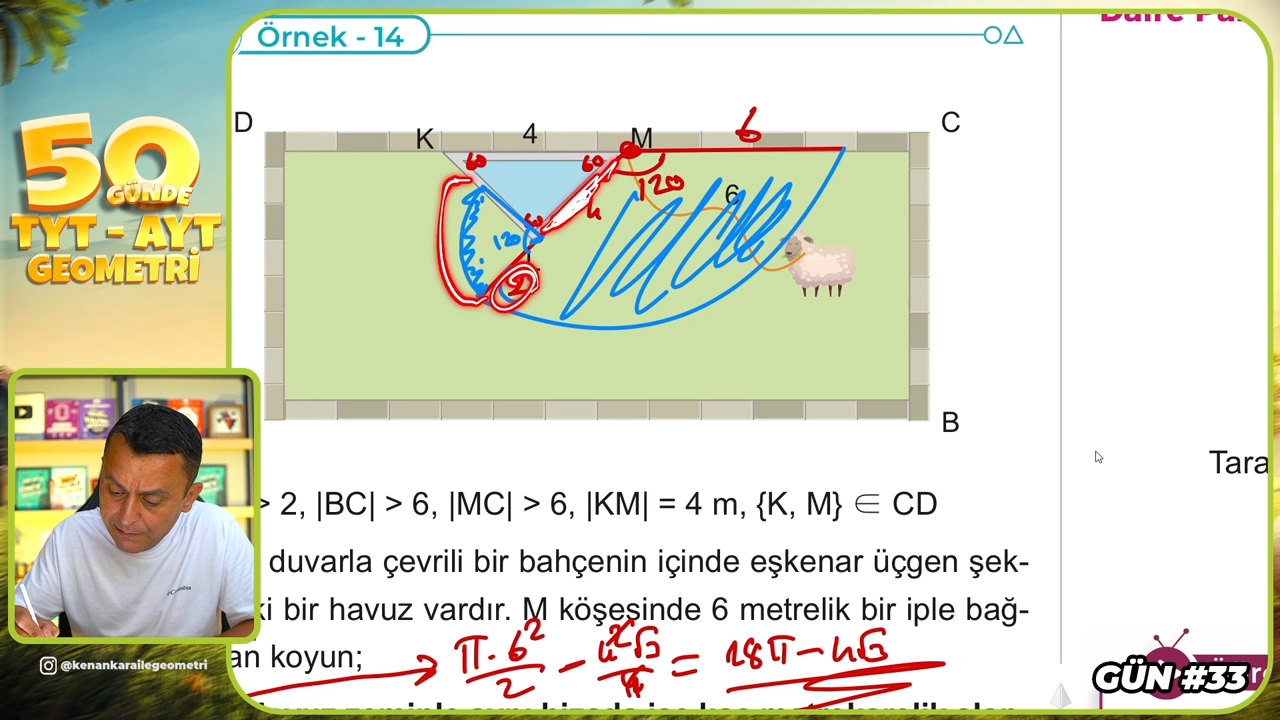 Örnek - 14
50
GÜNDE
TYT - AYT
GEOMETRİ
D
K
4
M
6
C
60
60
120
6
60
4
120
2
B
> 2, |BC| > 6, |MC| > 6, |KM| = 4 m, {K, M} ∈ CD
duvarla çevrili bir bahçenin içinde eşkenar üçgen şek-
ki bir havuz vardır. M köşesinde 6 metrelik bir iple bağ-
an koyun;
π . 6²/2 - 4²√3/4 = 18π - 4√3
Tara
@kenankarailegeometri
GÜN #33